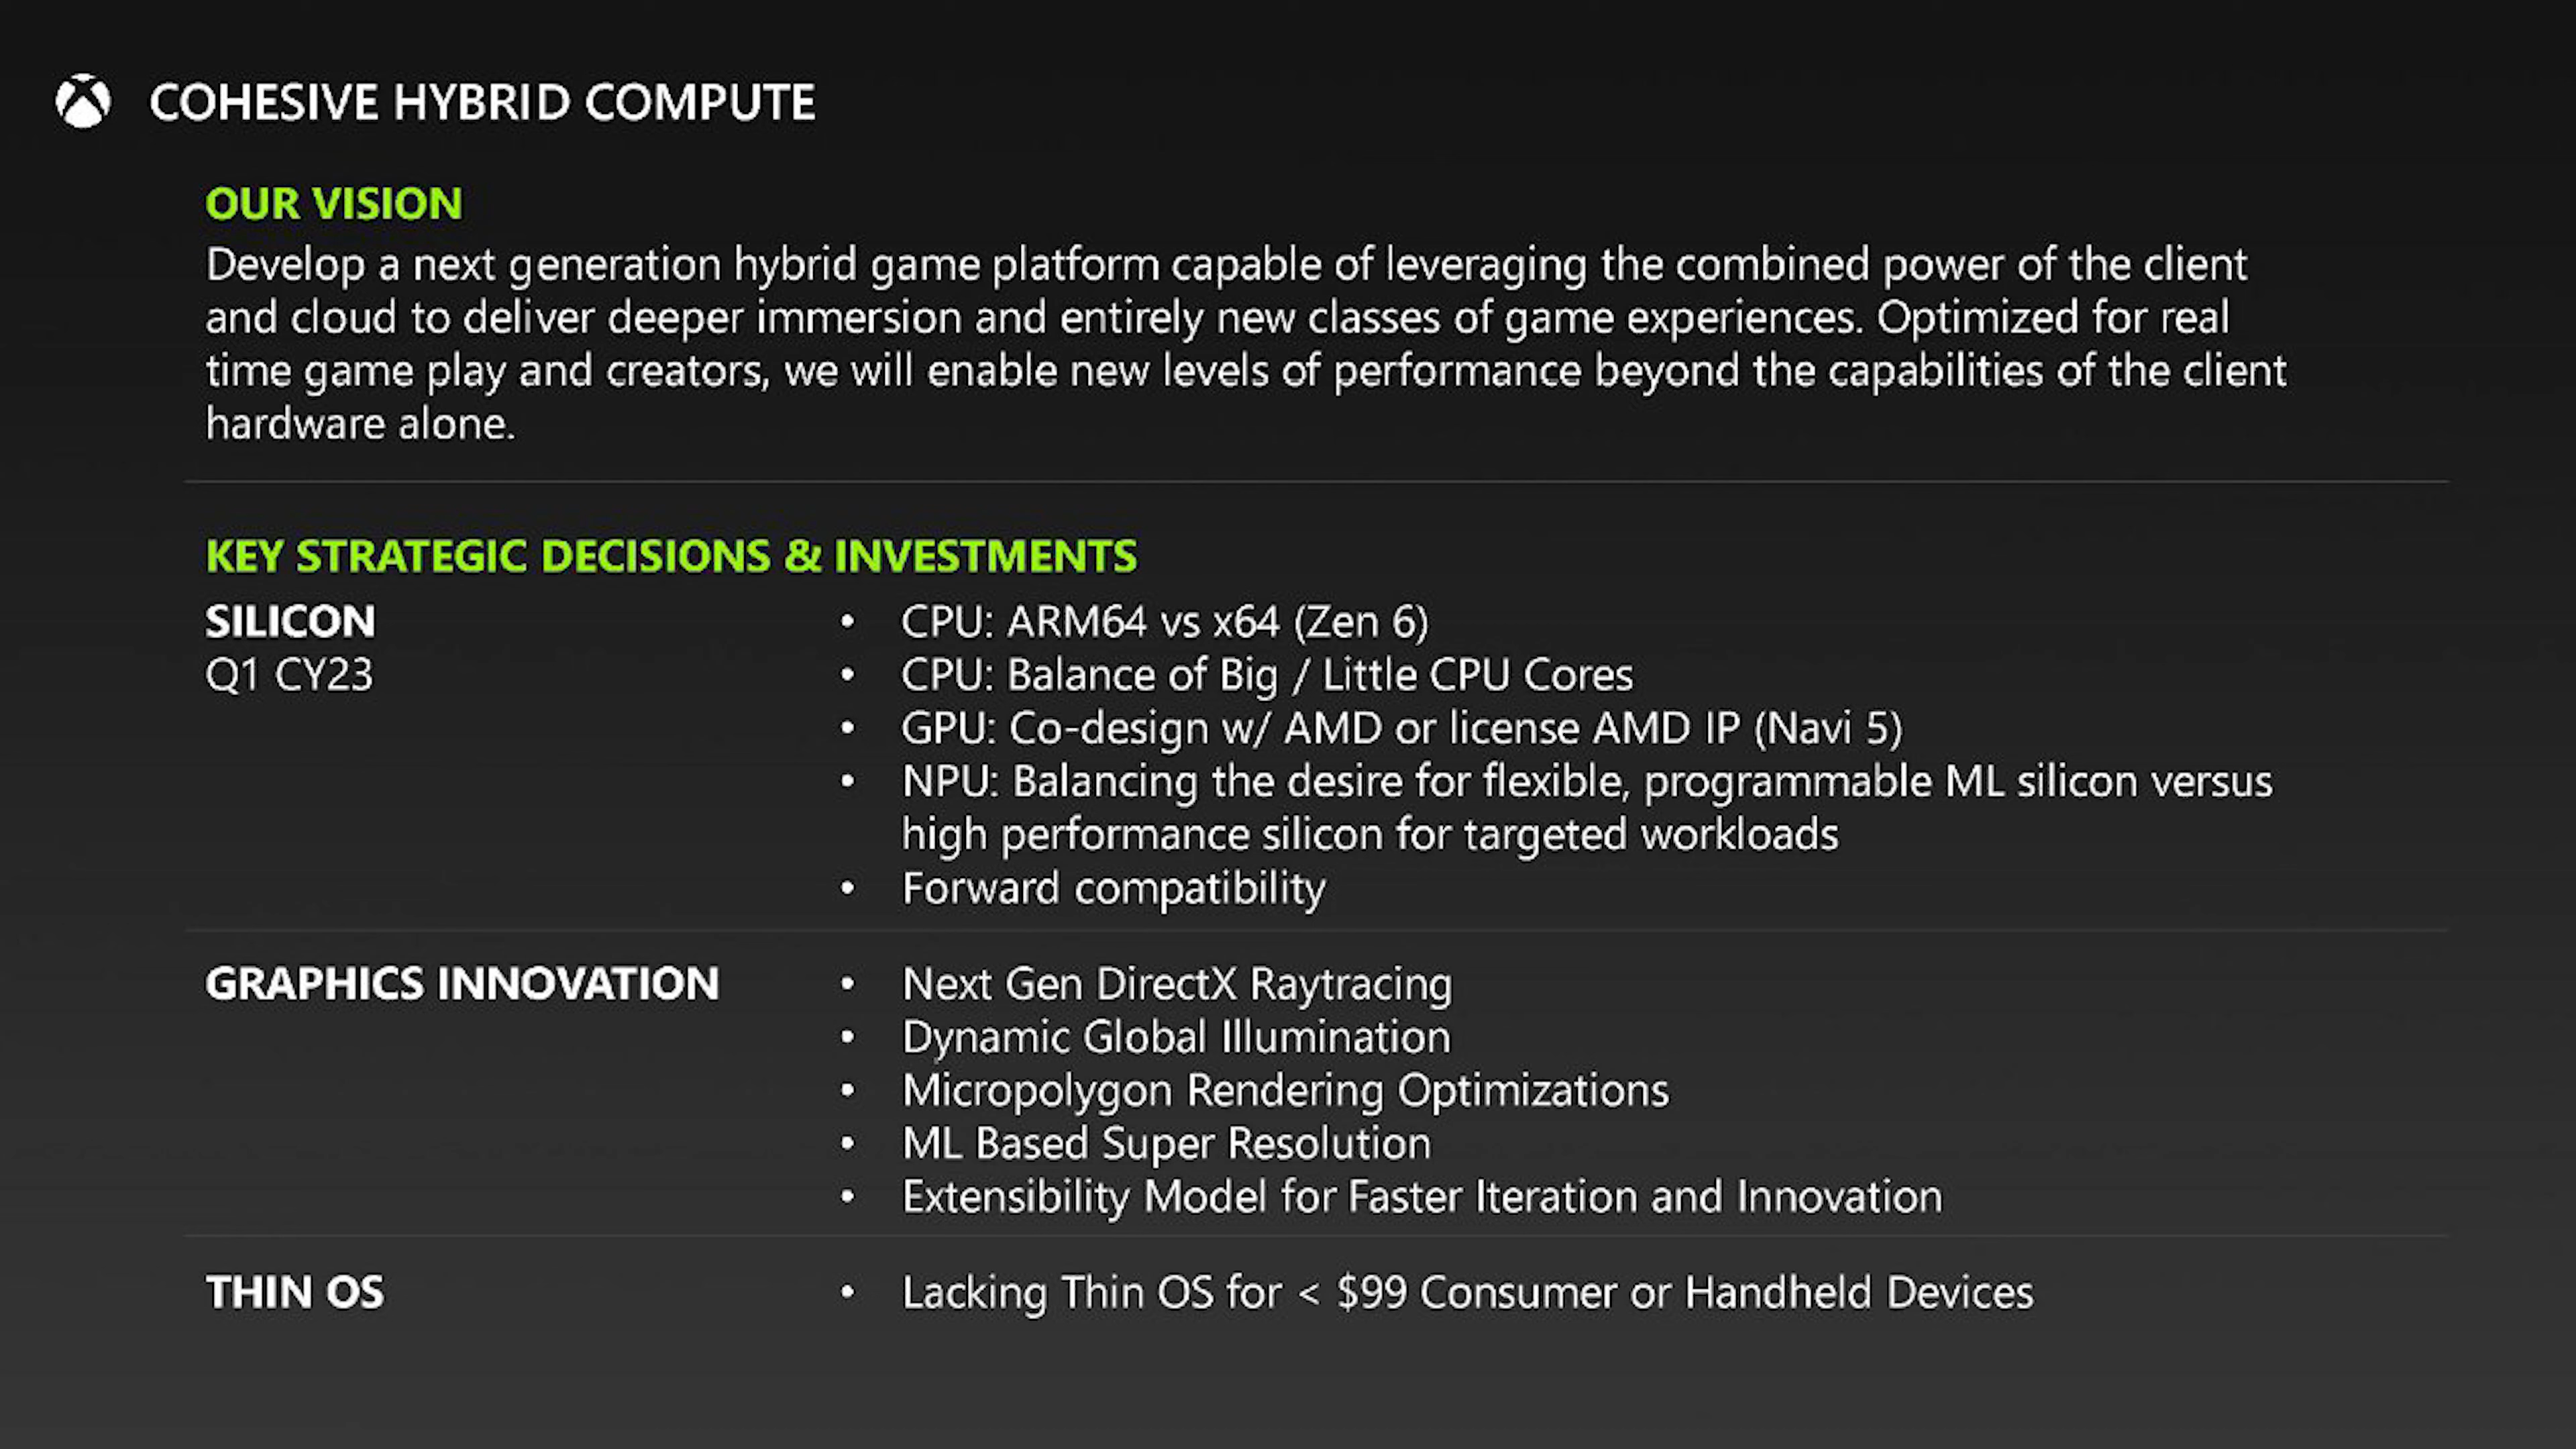 COHESIVE HYBRID COMPUTE
OUR VISION
Develop a next generation hybrid game platform capable of leveraging the combined power of the client
and cloud to deliver deeper immersion and entirely new classes of game experiences. Optimized for real
time game play and creators, we will enable new levels of performance beyond the capabilities of the client
hardware alone.
KEY STRATEGIC DECISIONS & INVESTMENTS
SILICON
Q1 CY23
• CPU: ARM64 vs x64 (Zen 6)
• CPU: Balance of Big / Little CPU Cores
• GPU: Co-design w/ AMD or license AMD IP (Navi 5)
• NPU: Balancing the desire for flexible, programmable ML silicon versus
high performance silicon for targeted workloads
• Forward compatibility
GRAPHICS INNOVATION
• Next Gen DirectX Raytracing
• Dynamic Global Illumination
• Micropolygon Rendering Optimizations
• ML Based Super Resolution
• Extensibility Model for Faster Iteration and Innovation
THIN OS
• Lacking Thin OS for < $99 Consumer or Handheld Devices